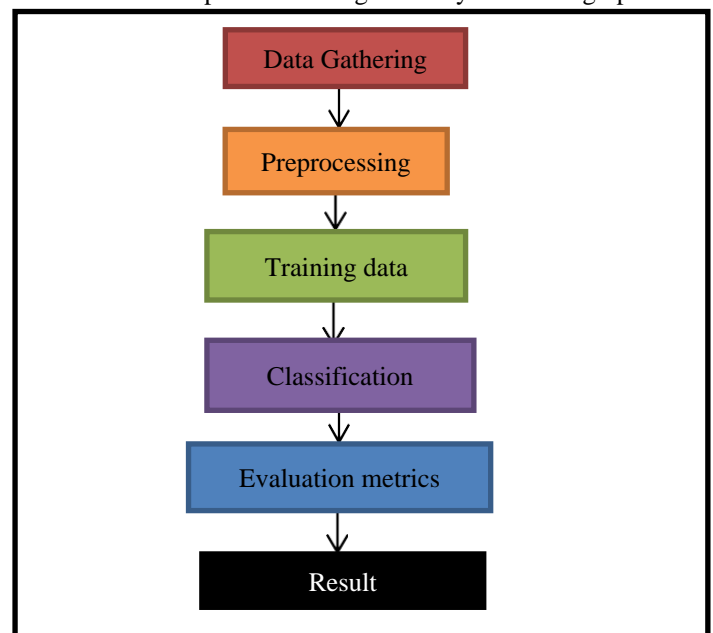 Data Gathering
Preprocessing
Training data
Classification
Evaluation metrics
Result